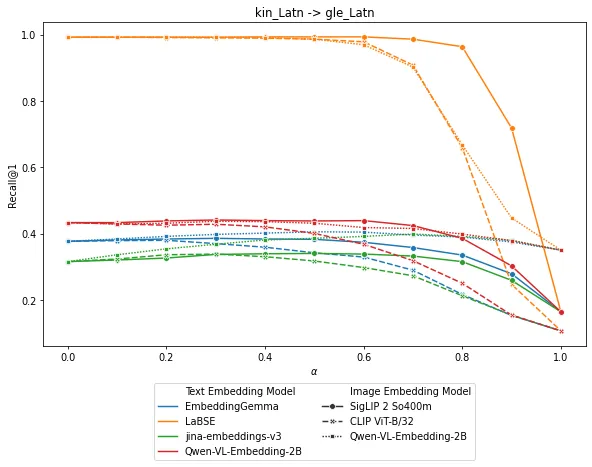 kin_Latn -> gle_Latn
Recall@1
1.0
0.8
0.6
0.4
0.2
0.0 0.2 0.4 0.6 0.8 1.0
α
Text Embedding Model Image Embedding Model
EmbeddingGemma SigLIP 2 So400m
LaBSE CLIP ViT-B/32
jina-embeddings-v3 Qwen-VL-Embedding-2B
Qwen-VL-Embedding-2B